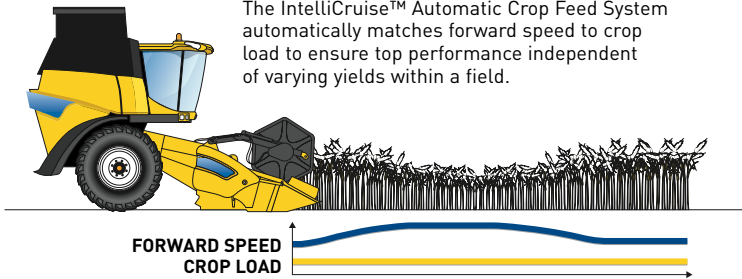 The IntelliCruise™ Automatic Crop Feed System
automatically matches forward speed to crop
load to ensure top performance independent
of varying yields within a field.
FORWARD SPEED
CROP LOAD